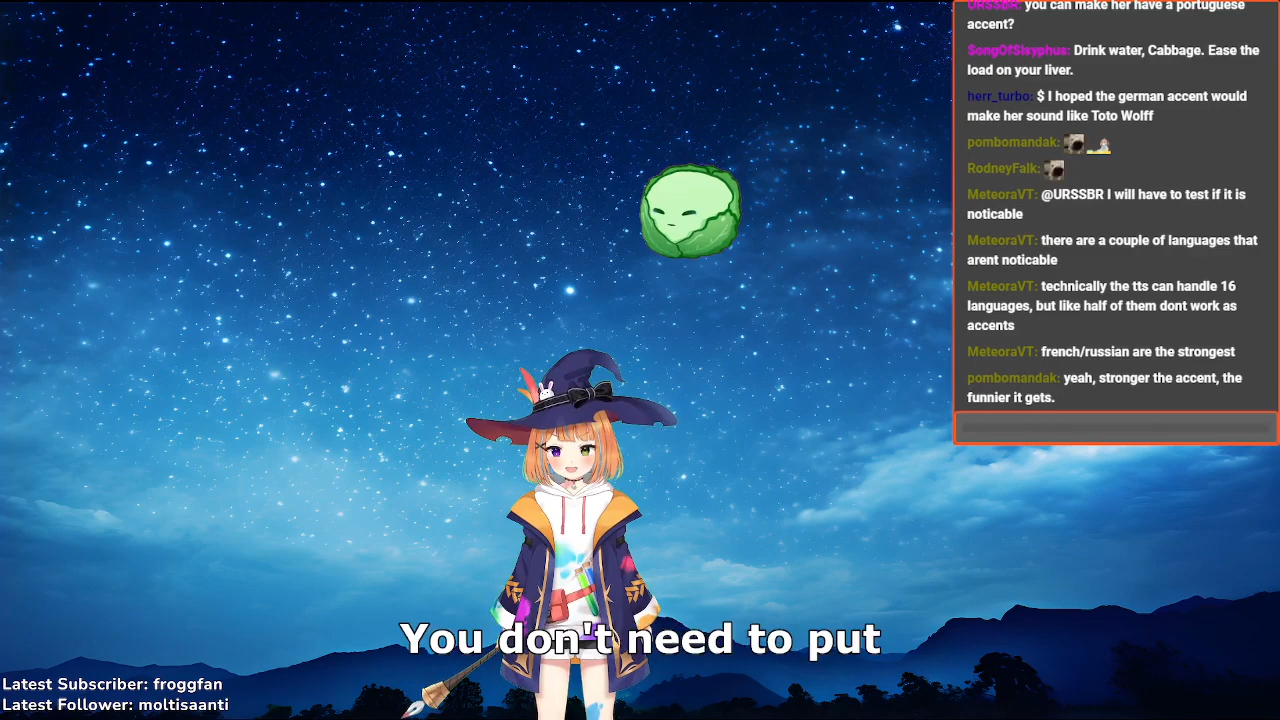 URSSBR: you can make her have a portuguese
accent?
SongOfSisyphus: Drink water, Cabbage. Ease the
load on your liver.
herr_turbo: $ I hoped the german accent would
make her sound like Toto Wolff
pombomandak:
RodneyFalk:
MeteoraVT: @URSSBR I will have to test if it is
noticable
MeteoraVT: there are a couple of languages that
arent noticable
MeteoraVT: technically the tts can handle 16
languages, but like half of them dont work as
accents
MeteoraVT: french/russian are the strongest
pombomandak: yeah, stronger the accent, the
funnier it gets.
You don't need to put
Latest Subscriber: froggfan
Latest Follower: moltisaanti